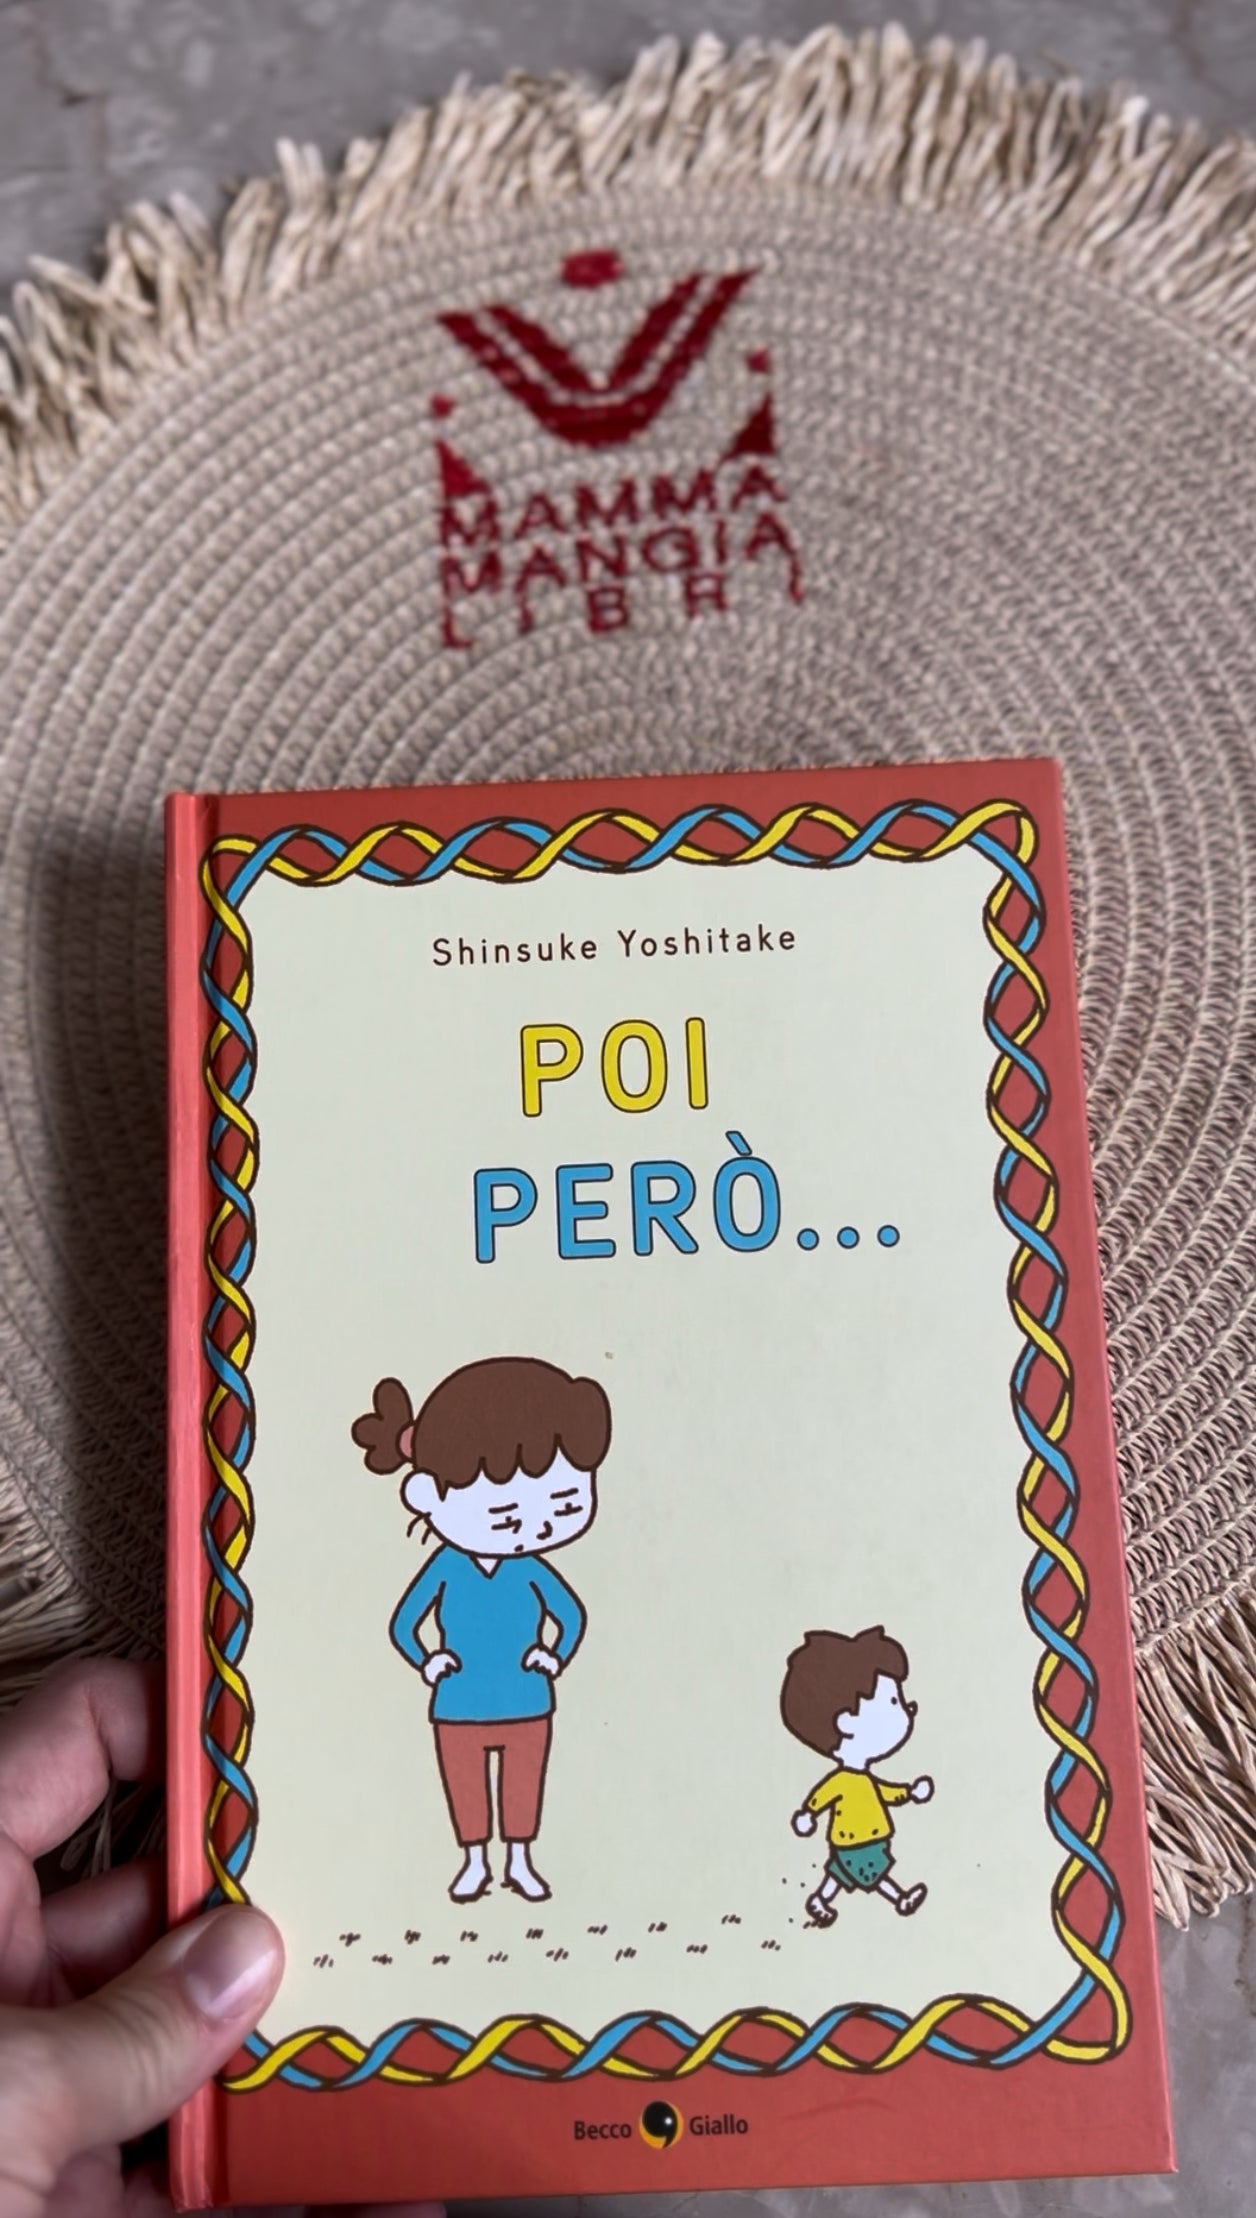 MAMMA
MANGIA
LIBRI
Shinsuke Yoshitake
POI
PERÒ...
Becco Giallo